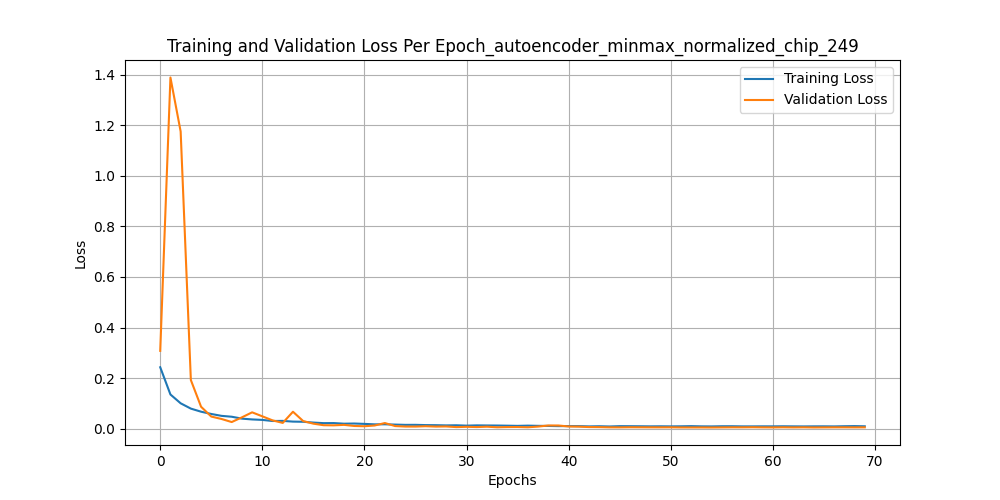 Training and Validation Loss Per Epoch_autoencoder_minmax_normalized_chip_249
Training Loss
Validation Loss
Loss
1.4
1.2
1.0
0.8
0.6
0.4
0.2
0.0
0 10 20 30 40 50 60 70
Epochs